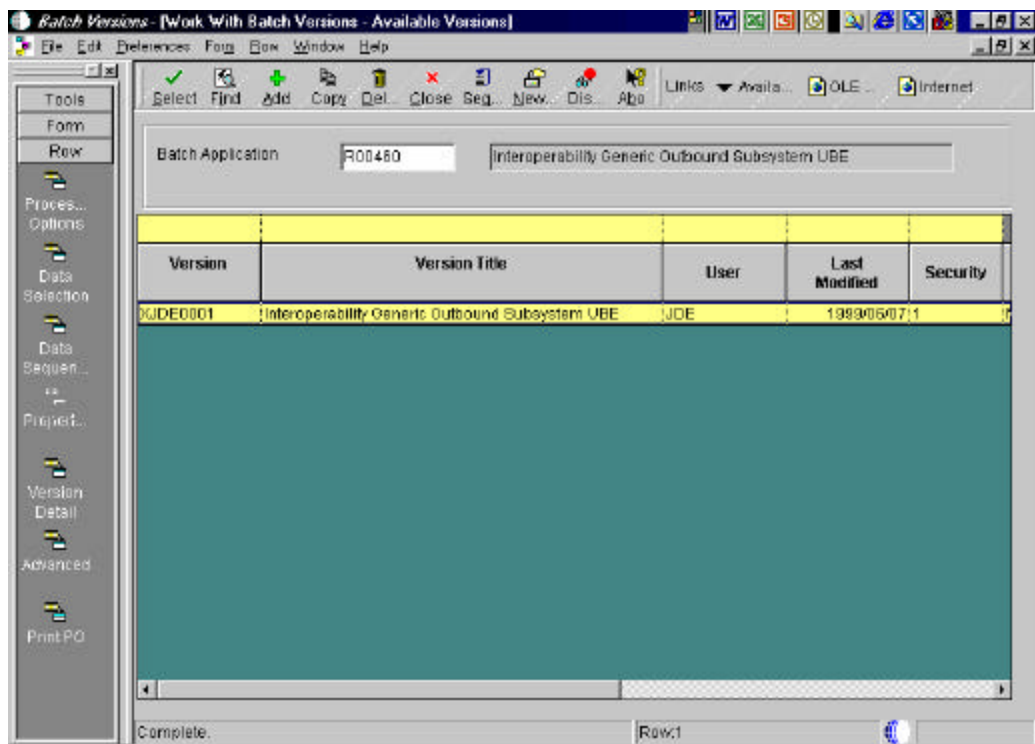 Batch Versions - [Work With Batch Versions - Available Versions]
File Edit Preferences Form Row Window Help
Select Find Add Copy Del... Close Seq... New... Dis... Abo
Links Availa... OLE ... Internet
Tools
Form
Row
Proces...
Options
Data
Selection
Data
Sequen...
Propert...
Version
Detail
Advanced
Print PO
Batch Application R00460 Interoperability Generic Outbound Subsystem UBE
Version Version Title User Last Modified Security
XJDE0001 Interoperability Generic Outbound Subsystem UBE JDE 1999/06/07 1
Complete. Row:1